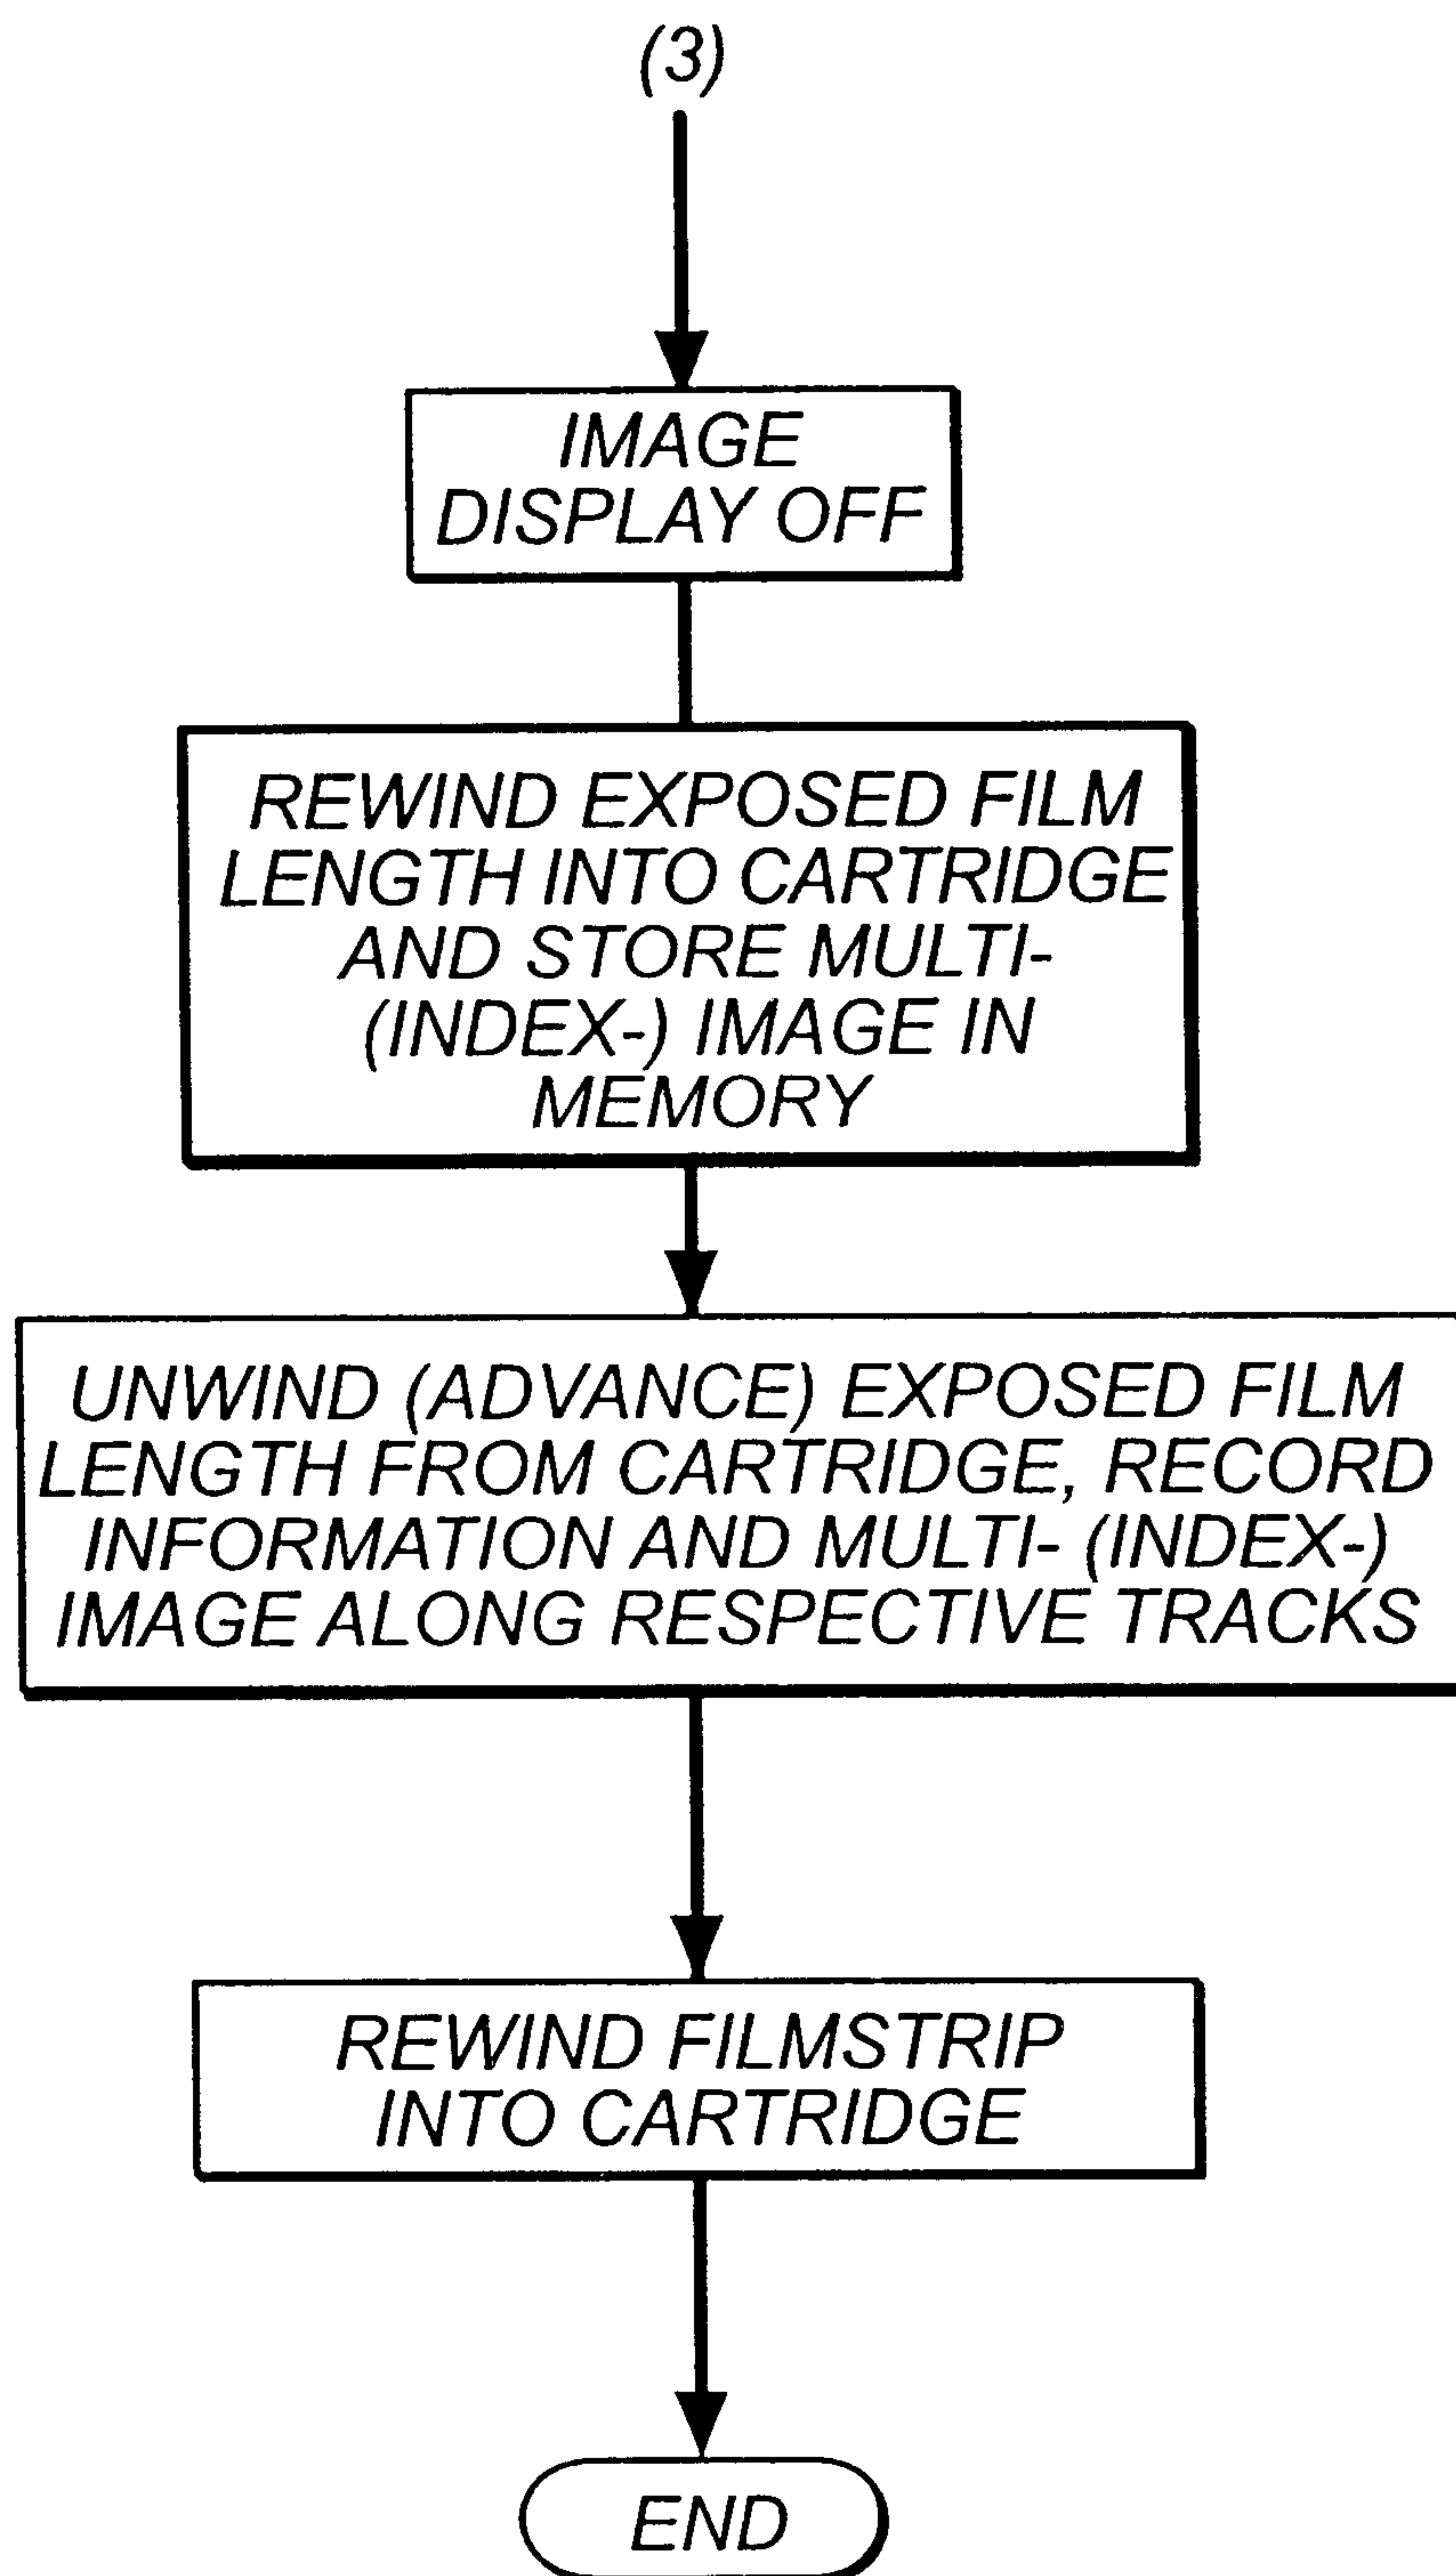 (3)
IMAGE
DISPLAY OFF
REWIND EXPOSED FILM
LENGTH INTO CARTRIDGE
AND STORE MULTI-
(INDEX-) IMAGE IN
MEMORY
UNWIND (ADVANCE) EXPOSED FILM
LENGTH FROM CARTRIDGE, RECORD
INFORMATION AND MULTI- (INDEX-)
IMAGE ALONG RESPECTIVE TRACKS
REWIND FILMSTRIP
INTO CARTRIDGE
END